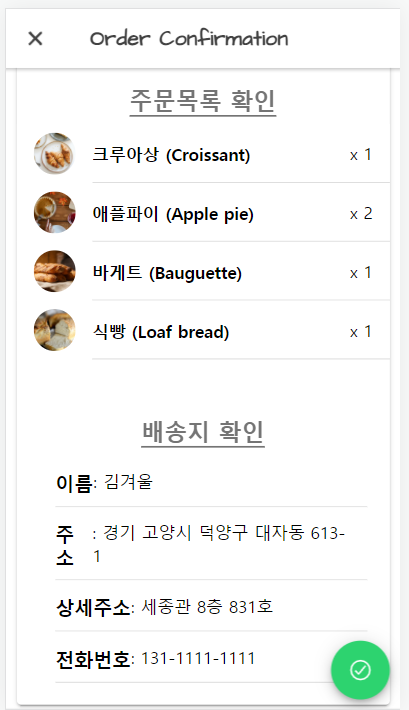 Order Confirmation
주문목록 확인
크루아상 (Croissant) x 1
애플파이 (Apple pie) x 2
바게트 (Bauguette) x 1
식빵 (Loaf bread) x 1
배송지 확인
이름: 김겨울
주소: 경기 고양시 덕양구 대자동 613-
1
상세주소: 세종관 8층 831호
전화번호: 131-1111-1111